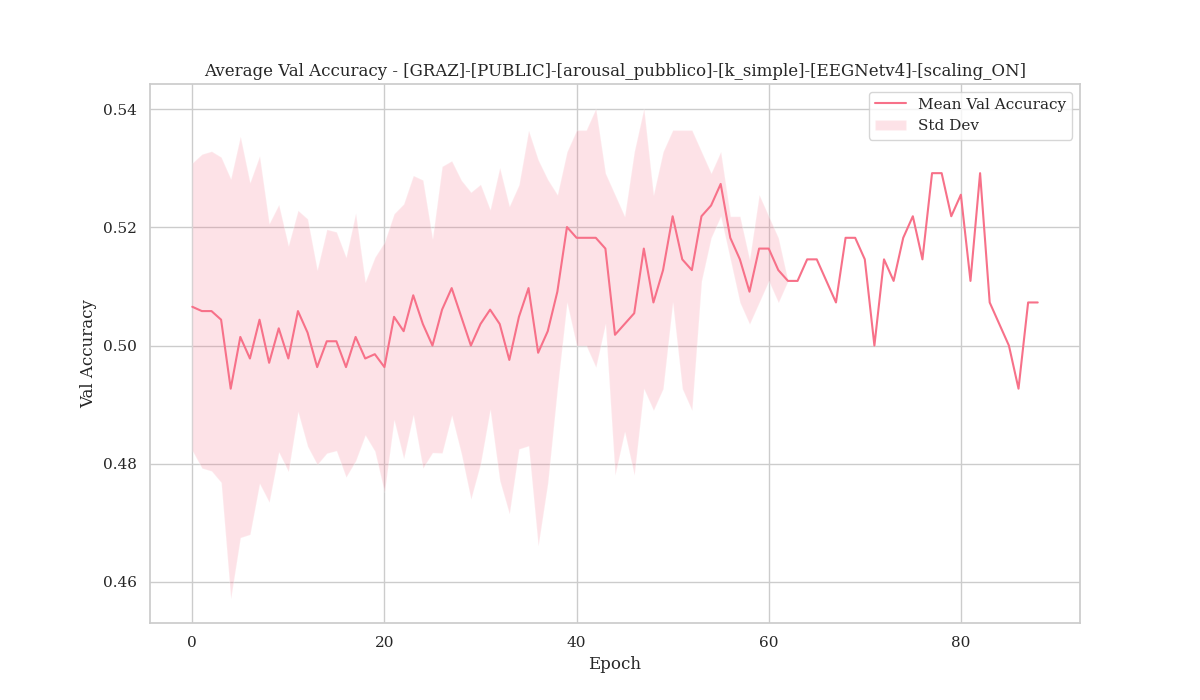 Average Val Accuracy - [GRAZ]-[PUBLIC]-[arousal_pubblico]-[k_simple]-[EEGNetv4]-[scaling_ON]
Mean Val Accuracy
Std Dev
0.54
0.52
0.50
0.48
0.46
Val Accuracy
0
20
40
60
80
Epoch